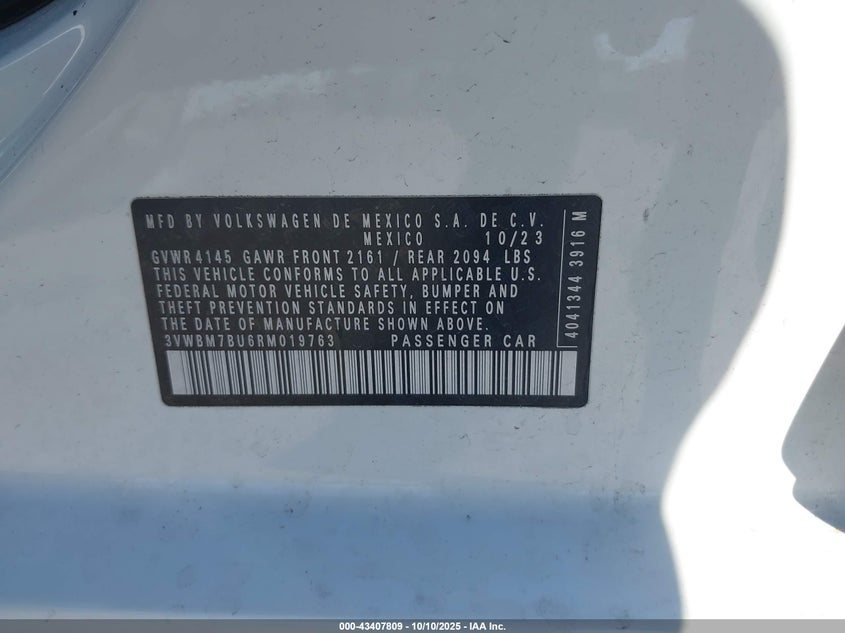 MFD BY VOLKSWAGEN DE MEXICO S.A. DE C.V.
MEXICO 10/23
GVWR 4145 GAWR FRONT 2161 / REAR 2094 LBS
THIS VEHICLE CONFORMS TO ALL APPLICABLE U.S.
FEDERAL MOTOR VEHICLE SAFETY, BUMPER AND
THEFT PREVENTION STANDARDS IN EFFECT ON
THE DATE OF MANUFACTURE SHOWN ABOVE.
3VWBM7BU6RM019763 PASSENGER CAR
4041344 3916 M
000-43407809 - 10/10/2025 - IAA Inc.